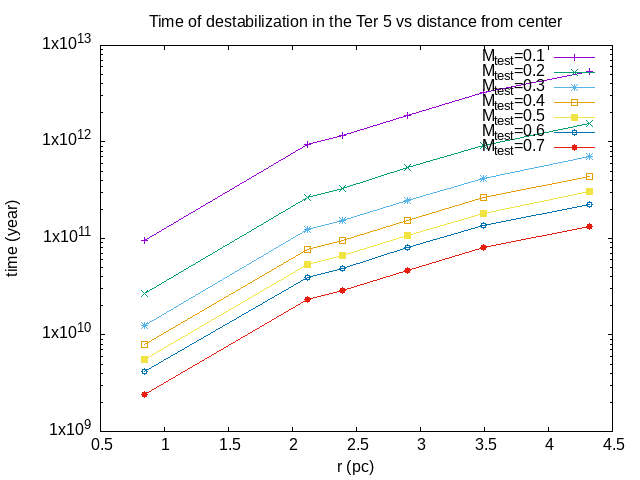 Time of destabilization in the Ter 5 vs distance from center
1x10^13
1x10^12
1x10^11
1x10^10
1x10^9
time (year)
M_test=0.1
M_test=0.2
M_test=0.3
M_test=0.4
M_test=0.5
M_test=0.6
M_test=0.7
0.5 1 1.5 2 2.5 3 3.5 4 4.5
r (pc)